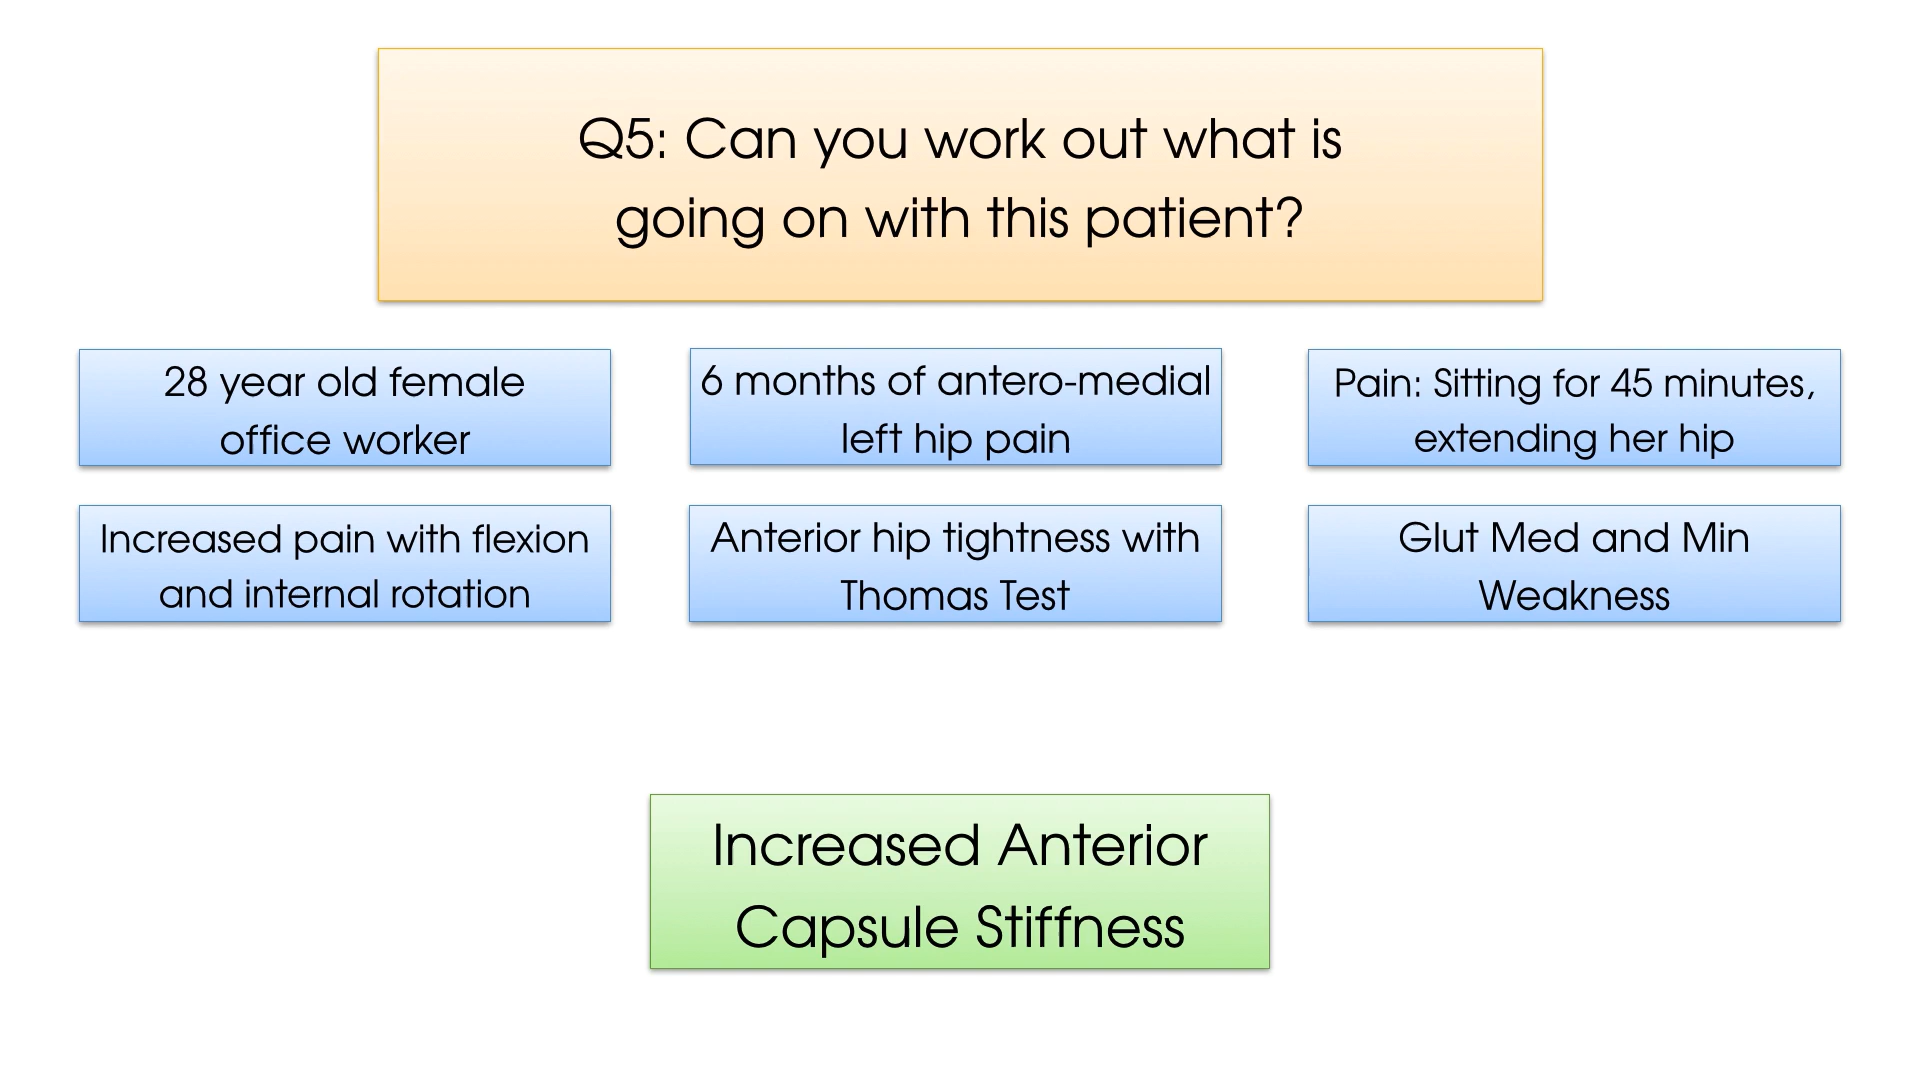 Q5: Can you work out what is
going on with this patient?
28 year old female
office worker
6 months of antero-medial
left hip pain
Pain: Sitting for 45 minutes,
extending her hip
Increased pain with flexion
and internal rotation
Anterior hip tightness with
Thomas Test
Glut Med and Min
Weakness
Increased Anterior
Capsule Stiffness